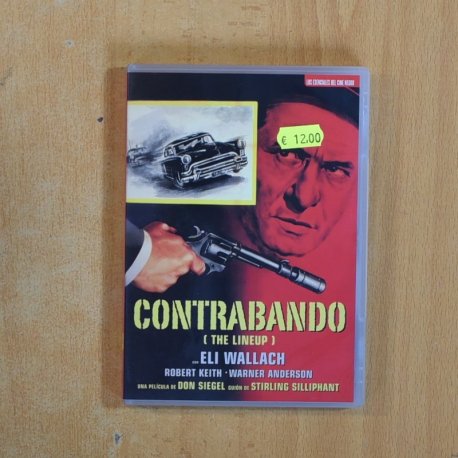 LOS ESENCIALES DEL CINE NEGRO
€ 12.00
CONTRABANDO
( THE LINEUP )
CON ELI WALLACH
ROBERT KEITH · WARNER ANDERSON
UNA PELÍCULA DE DON SIEGEL GUIÓN DE STIRLING SILLIPHANT